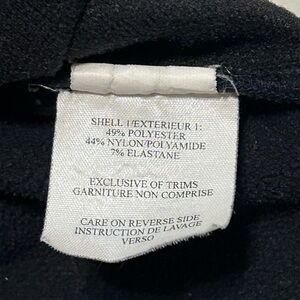 SHELL 1/EXTERIEUR 1:
49% POLYESTER
44% NYLON/POLYAMIDE
7% ELASTANE
EXCLUSIVE OF TRIMS
GARNITURE NON COMPRISE
CARE ON REVERSE SIDE
INSTRUCTION DE LAVAGE
VERSO